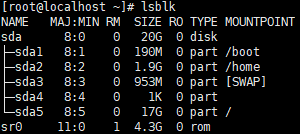 [root@localhost ~]# lsblk
NAME   MAJ:MIN RM  SIZE RO TYPE MOUNTPOINT
sda      8:0    0   20G  0 disk
├─sda1   8:1    0  190M  0 part /boot
├─sda2   8:2    0  1.9G  0 part /home
├─sda3   8:3    0  953M  0 part [SWAP]
├─sda4   8:4    0    1K  0 part
└─sda5   8:5    0   17G  0 part /
sr0     11:0    1  4.3G  0 rom